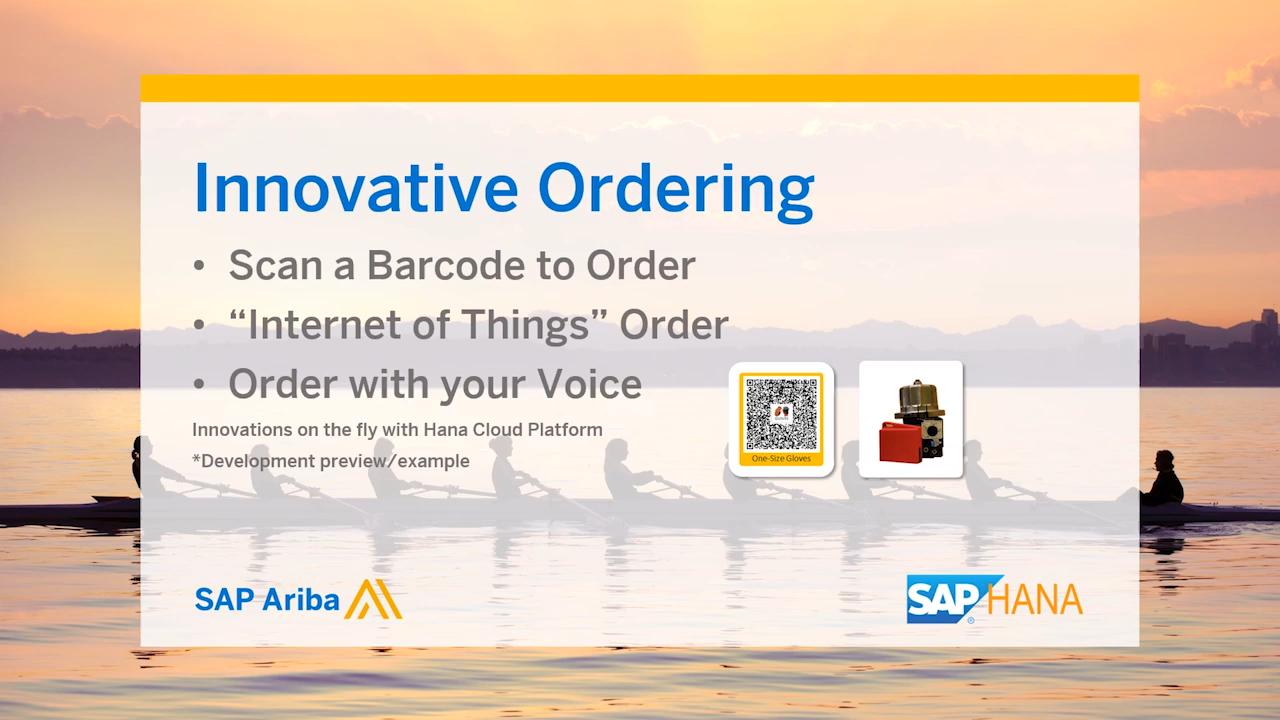 Innovative Ordering
• Scan a Barcode to Order
• “Internet of Things” Order
• Order with your Voice
Innovations on the fly with Hana Cloud Platform
*Development preview/example
One-Size Gloves
SAP Ariba
SAP® HANA